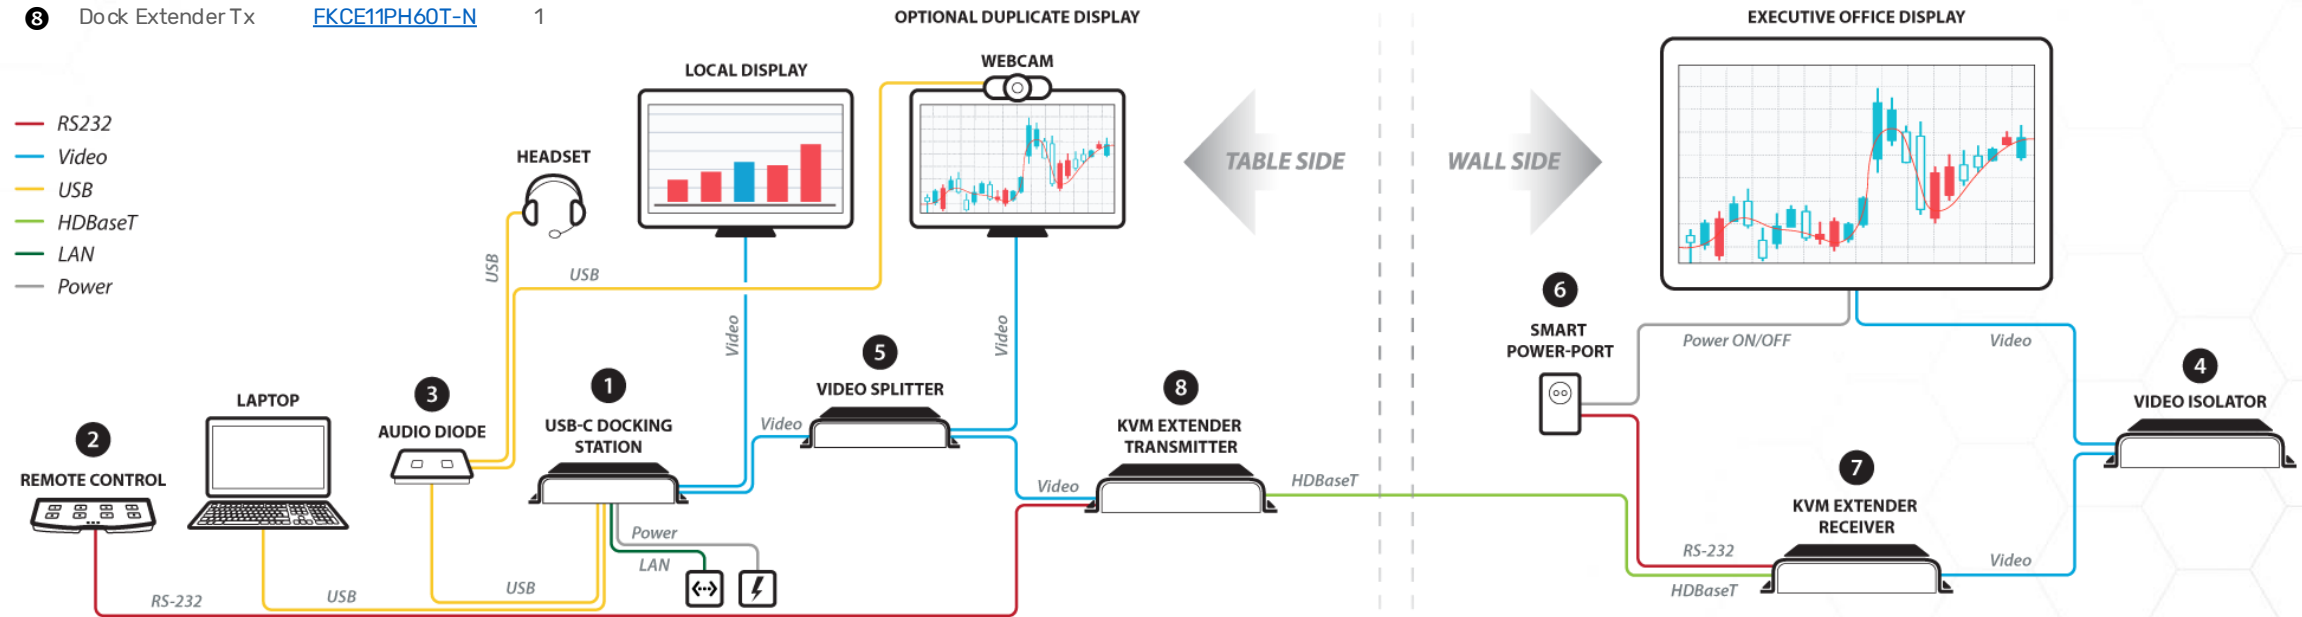 8 Dock Extender Tx FKCE11PH60T-N 1
OPTIONAL DUPLICATE DISPLAY
EXECUTIVE OFFICE DISPLAY
WEBCAM
LOCAL DISPLAY
RS232
Video
USB
HDBaseT
LAN
Power
HEADSET
TABLE SIDE
WALL SIDE
USB
USB
Video
Video
6
SMART
POWER-PORT
Power ON/OFF
Video
5
VIDEO SPLITTER
4
VIDEO ISOLATOR
1
USB-C DOCKING
STATION
8
KVM EXTENDER
TRANSMITTER
3
AUDIO DIODE
LAPTOP
2
REMOTE CONTROL
Video
Video
HDBaseT
7
KVM EXTENDER
RECEIVER
Power
LAN
RS-232
HDBaseT
Video
USB
USB
RS-232